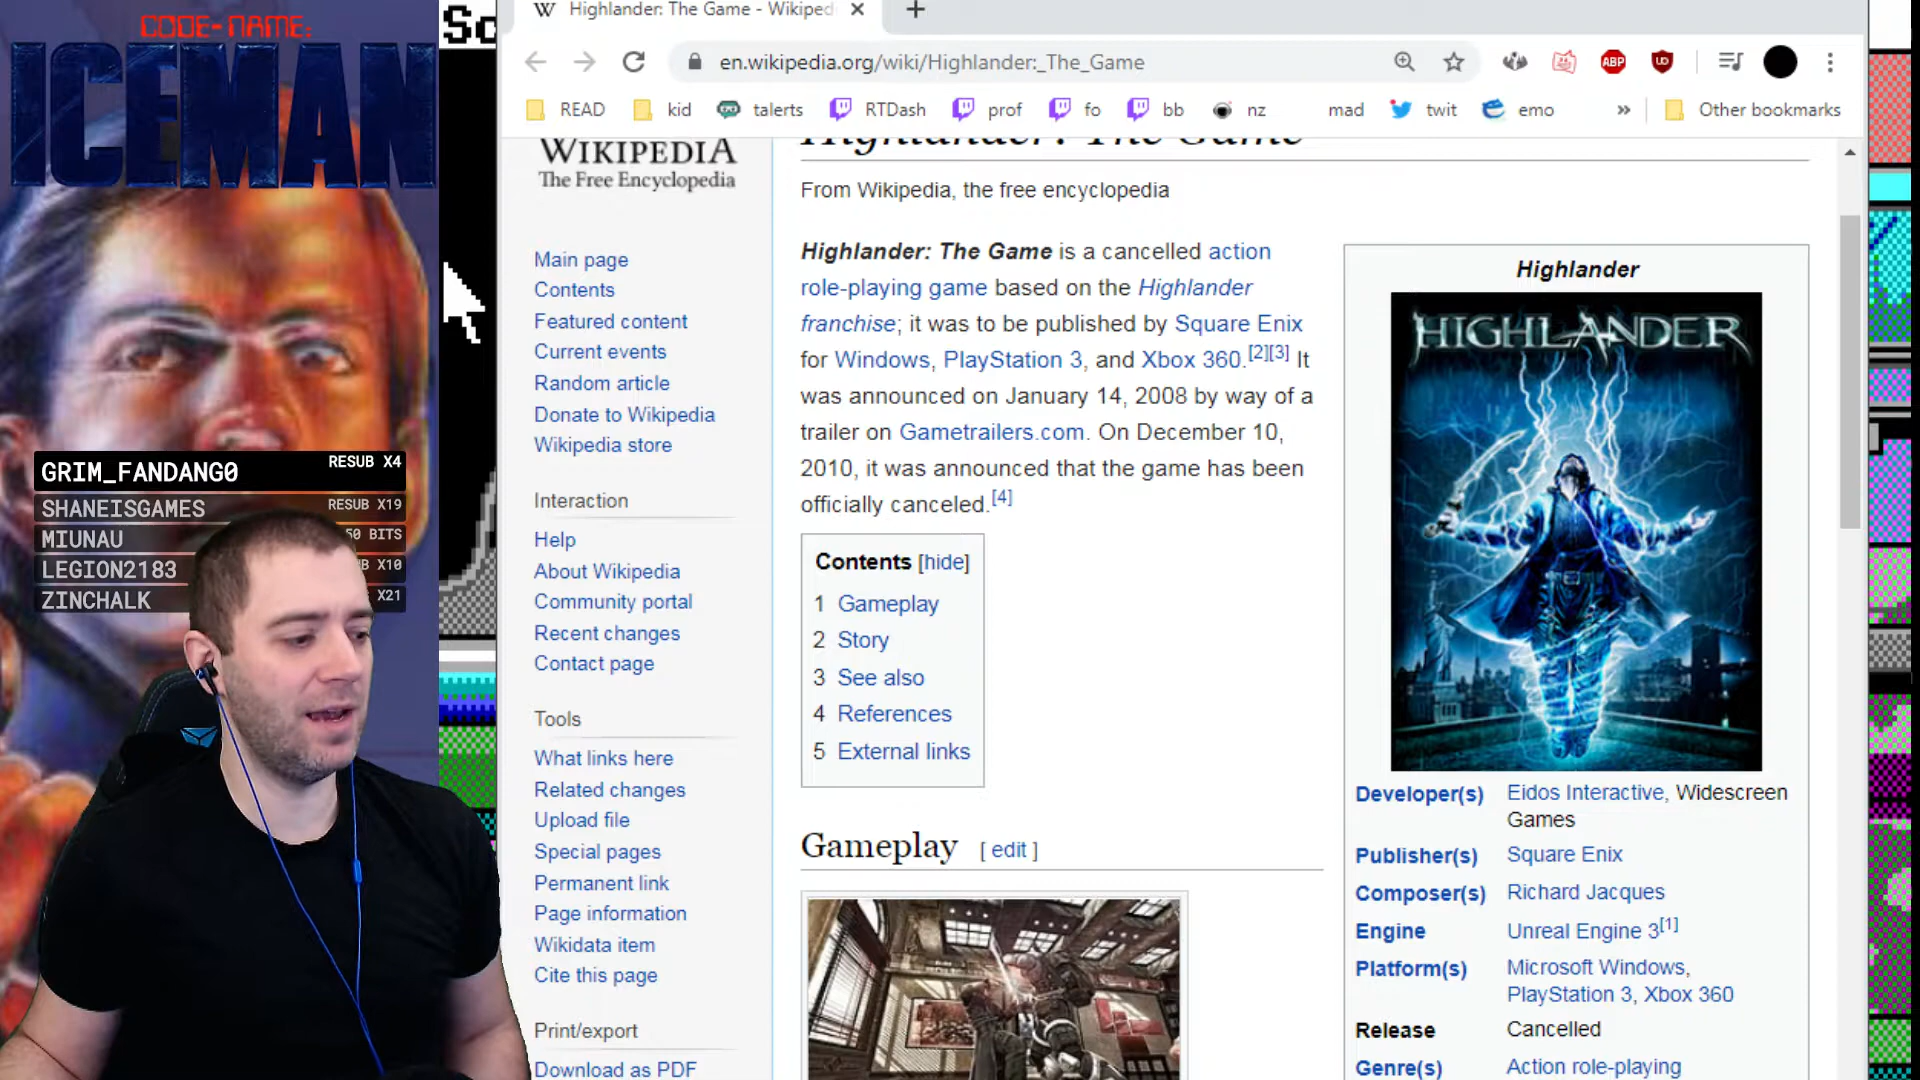 CODE-NAME:
ICEMAN
Sc
GRIM_FANDANG0 RESUB X4
SHANEISGAMES RESUB X19
MIUNAU 50 BITS
LEGION2183 X10
ZINCHALK X21
Highlander: The Game - Wikiped
en.wikipedia.org/wiki/Highlander:_The_Game
ABP
READ kid talerts RTDash prof fo bb nz mad twit emo » Other bookmarks
WIKIPEDIA
The Free Encyclopedia
Main page
Contents
Featured content
Current events
Random article
Donate to Wikipedia
Wikipedia store
Interaction
Help
About Wikipedia
Community portal
Recent changes
Contact page
Tools
What links here
Related changes
Upload file
Special pages
Permanent link
Page information
Wikidata item
Cite this page
Print/export
Download as PDF
Highlander: The Game
From Wikipedia, the free encyclopedia
Highlander: The Game is a cancelled action
role-playing game based on the Highlander
franchise; it was to be published by Square Enix
for Windows, PlayStation 3, and Xbox 360.[2][3] It
was announced on January 14, 2008 by way of a
trailer on Gametrailers.com. On December 10,
2010, it was announced that the game has been
officially canceled.[4]
Contents [hide]
1 Gameplay
2 Story
3 See also
4 References
5 External links
Gameplay [ edit ]
Highlander
HIGHLANDER
Developer(s) Eidos Interactive, Widescreen
Games
Publisher(s) Square Enix
Composer(s) Richard Jacques
Engine Unreal Engine 3[1]
Platform(s) Microsoft Windows,
PlayStation 3, Xbox 360
Release Cancelled
Genre(s) Action role-playing